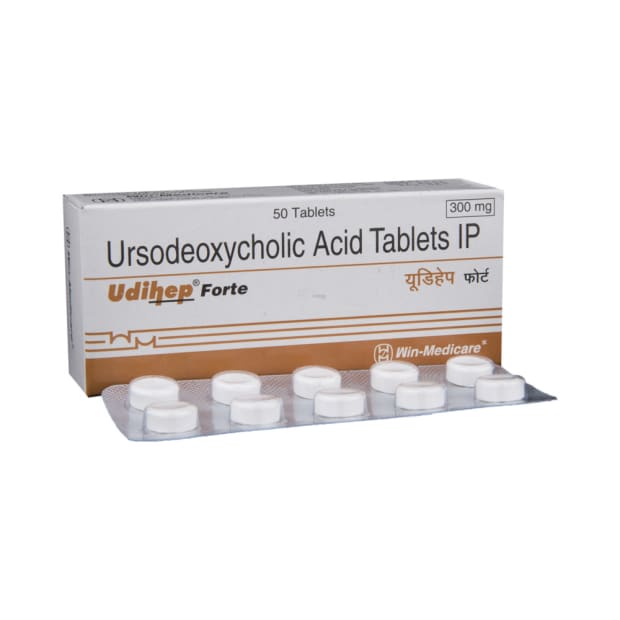 50 Tablets
300 mg
Ursodeoxycholic Acid Tablets IP
Udihep® Forte
यूडिहेप फोर्ट
Win-Medicare®